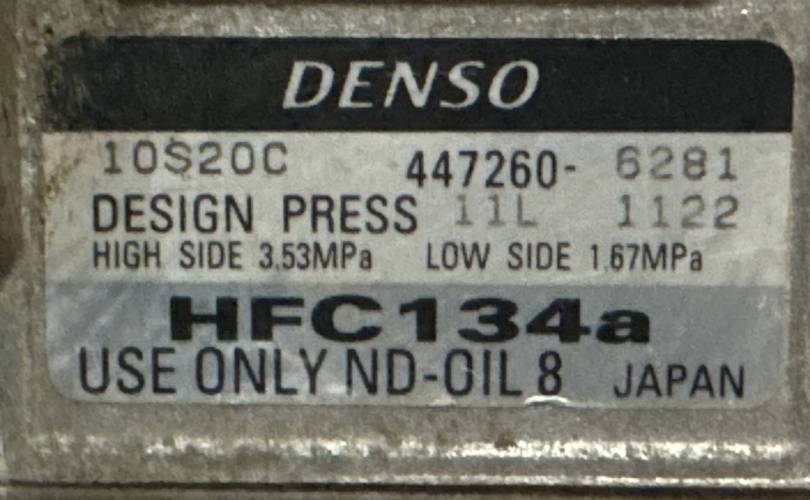 DENSO
10S20C 447260- 6281
DESIGN PRESS 11L 1122
HIGH SIDE 3.53MPa LOW SIDE 1.67MPa
HFC134a
USE ONLY ND-OIL 8 JAPAN